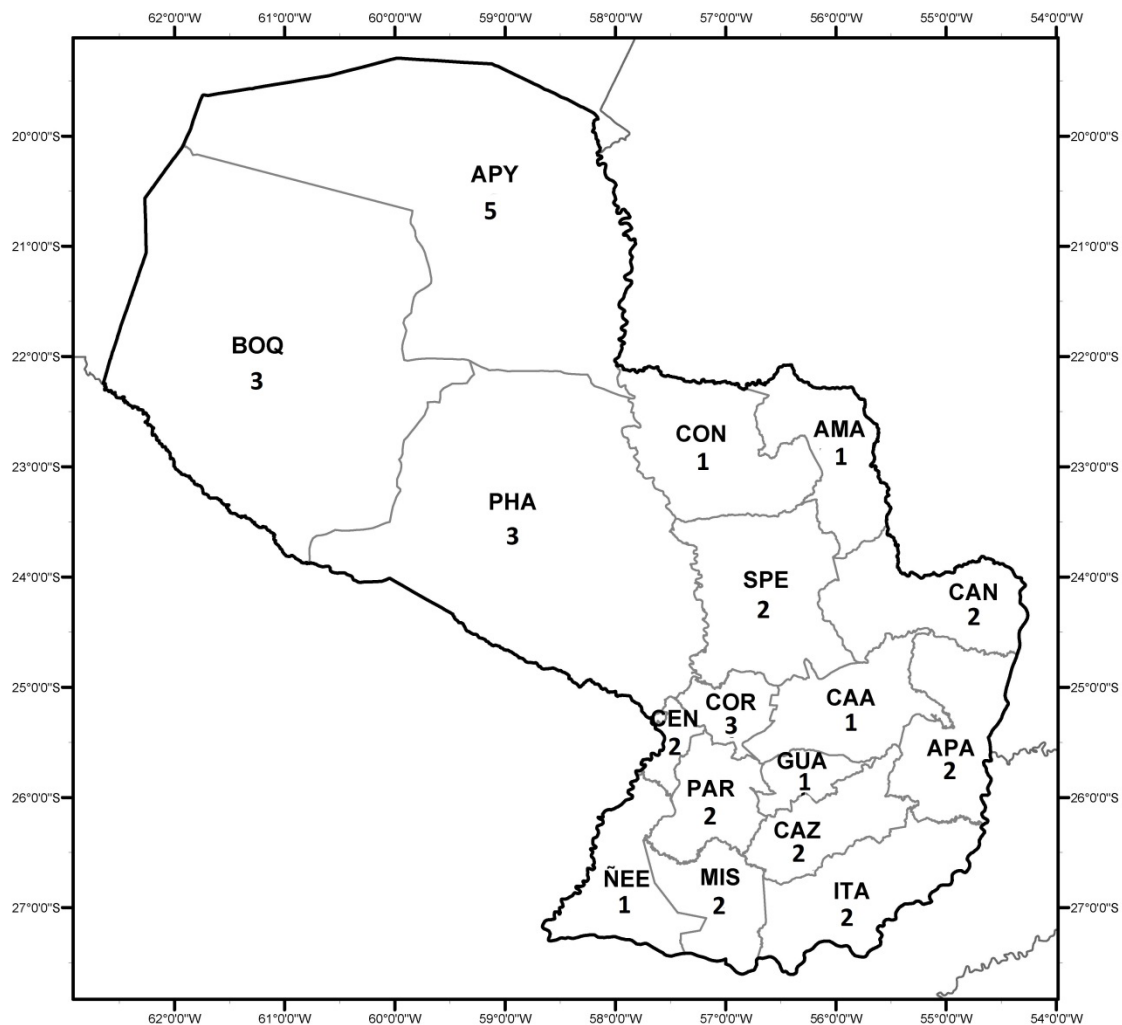 62°0'0"W 61°0'0"W 60°0'0"W 59°0'0"W 58°0'0"W 57°0'0"W 56°0'0"W 55°0'0"W 54°0'0"W
20°0'0"S 20°0'0"S
APY
5
21°0'0"S 21°0'0"S
22°0'0"S 22°0'0"S
BOQ
3
CON
1
AMA
1
23°0'0"S 23°0'0"S
PHA
3
24°0'0"S 24°0'0"S
SPE
2
CAN
2
25°0'0"S 25°0'0"S
CEN
2
COR
3
CAA
1
GUA
1
APA
2
26°0'0"S 26°0'0"S
PAR
2
CAZ
2
ÑEE
1
MIS
2
ITA
2
27°0'0"S 27°0'0"S
62°0'0"W 61°0'0"W 60°0'0"W 59°0'0"W 58°0'0"W 57°0'0"W 56°0'0"W 55°0'0"W 54°0'0"W